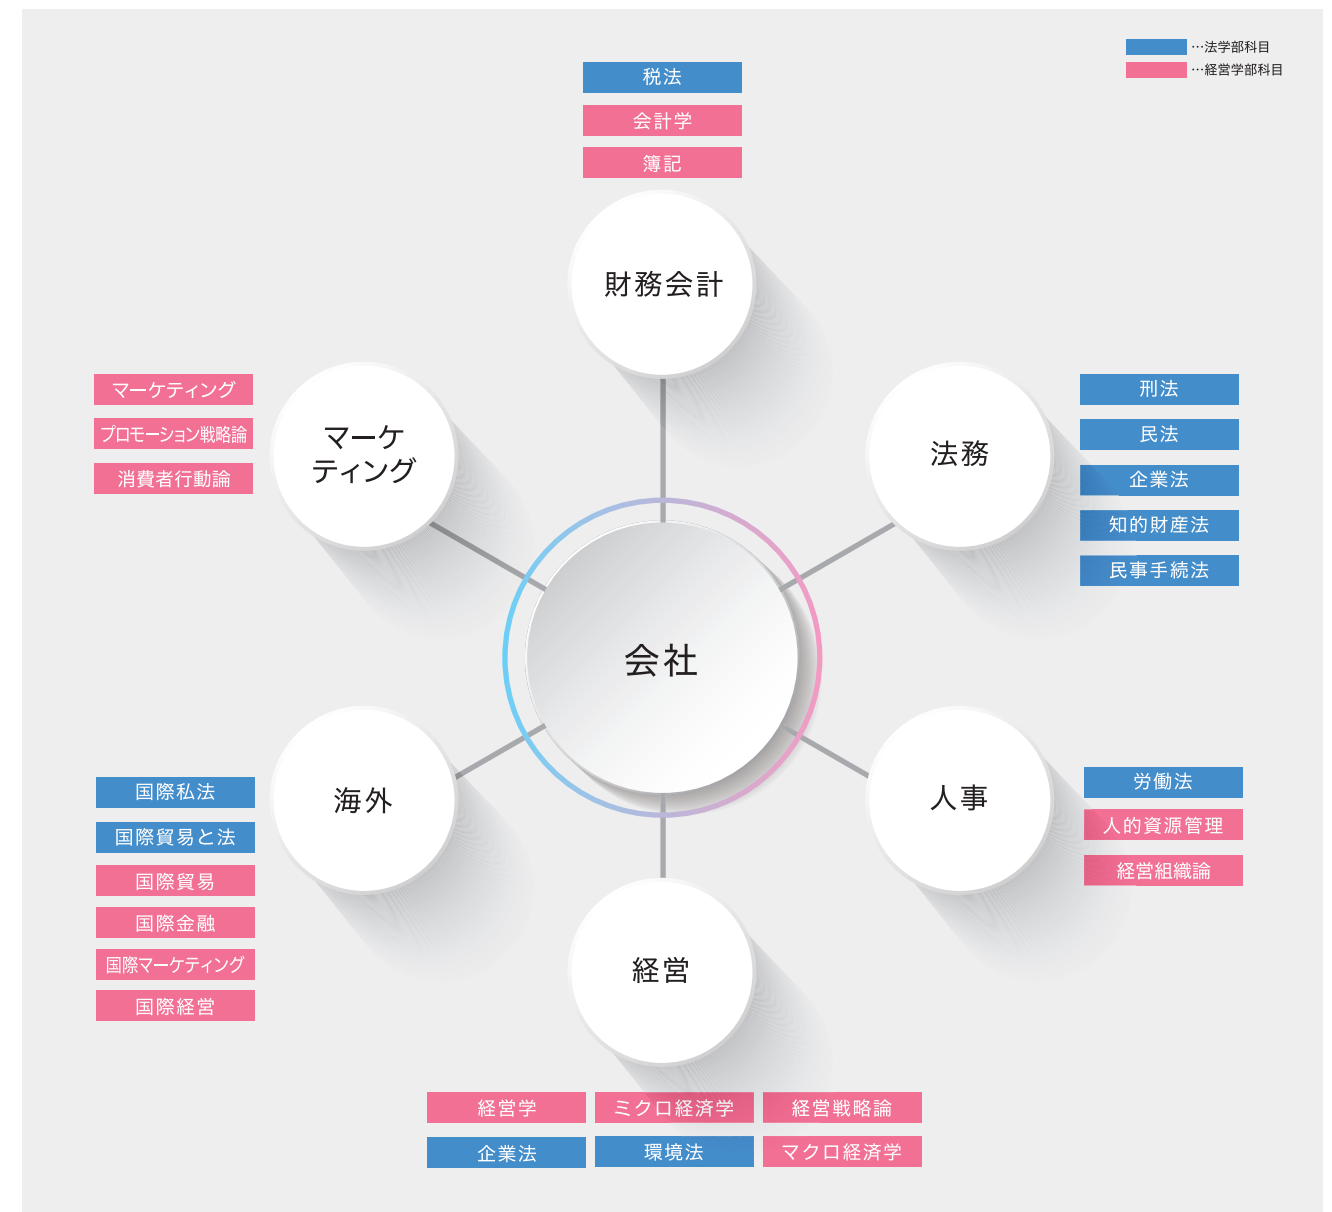 …法学部科目
…経営学部科目
税法
会計学
簿記
財務会計
マーケティング
プロモーション戦略論
消費者行動論
マーケ
ティング
法務
刑法
民法
企業法
知的財産法
民事手続法
会社
国際私法
国際貿易と法
国際貿易
国際金融
国際マーケティング
国際経営
海外
人事
労働法
人的資源管理
経営組織論
経営
経営学
ミクロ経済学
経営戦略論
企業法
環境法
マクロ経済学